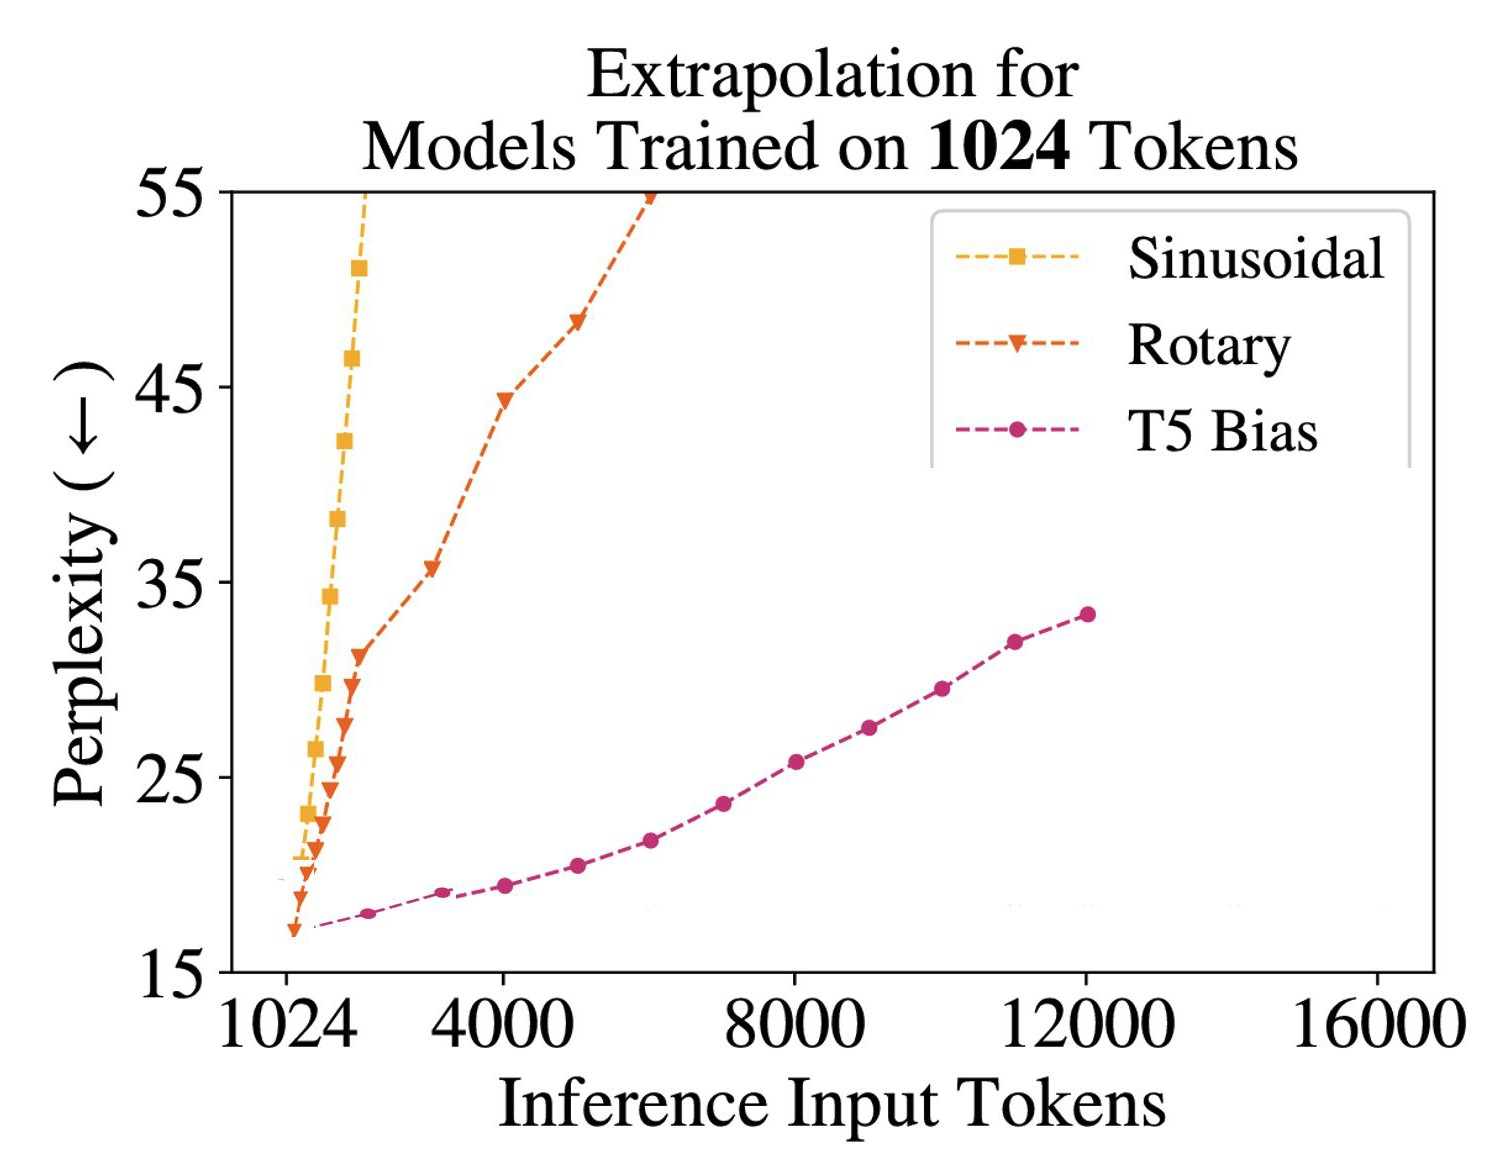 Extrapolation for
Models Trained on 1024 Tokens
55
45
35
25
15
Perplexity (←)
Sinusoidal
Rotary
T5 Bias
1024 4000 8000 12000 16000
Inference Input Tokens